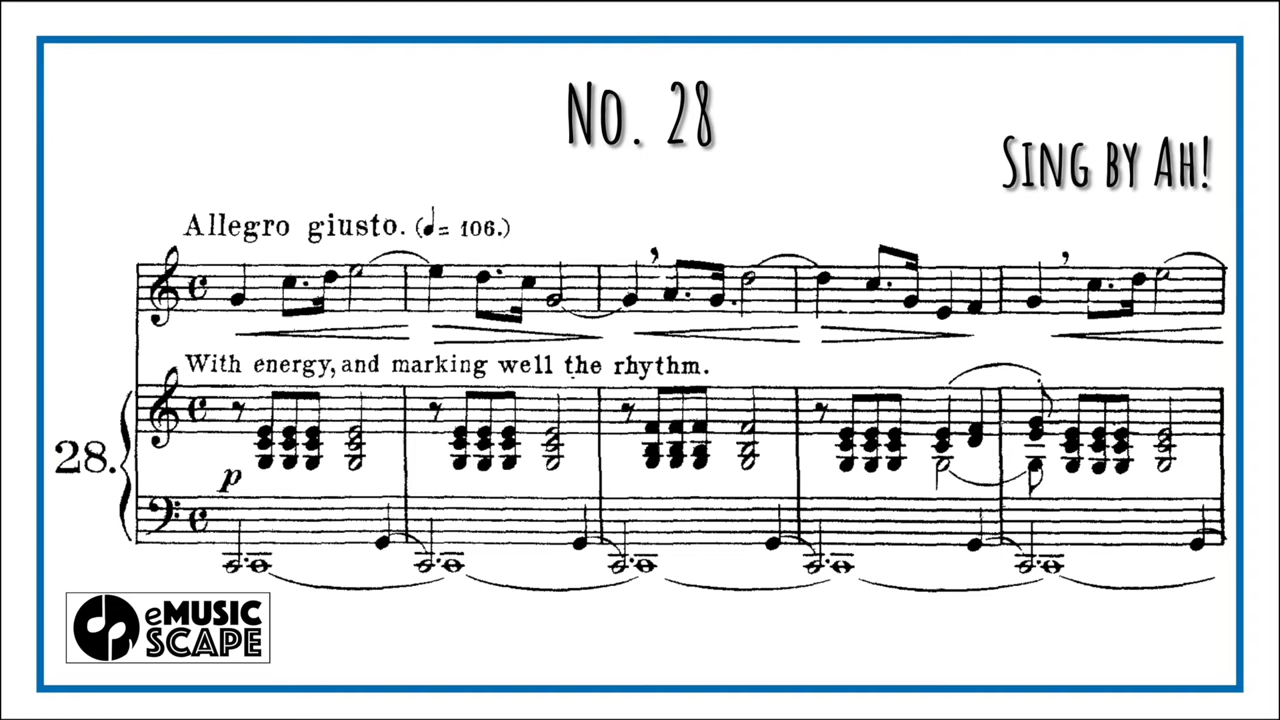 No. 28
Sing by Ah!
Allegro giusto. (♩= 106.)
With energy, and marking well the rhythm.
28.
p
eMUSIC
SCAPE